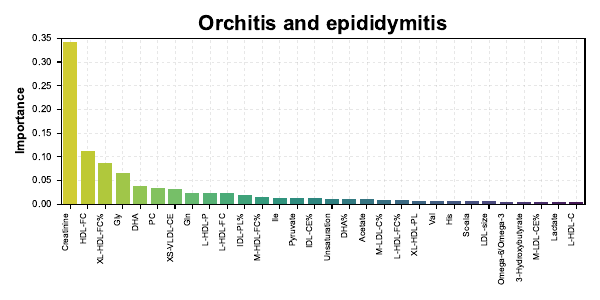 Orchitis and epididymitis
Importance
0.35
0.30
0.25
0.20
0.15
0.10
0.05
0.00
Creatinine
HDL-FC
XL-HDL-FC%
Gly
DHA
PC
XS-VLDL-CE
Gln
L-HDL-P
L-HDL-FC
IDL-PL%
M-HDL-FC%
Ile
Pyruvate
IDL-CE%
Unsaturation
DHA%
Acetate
M-LDL-C%
L-HDL-FC%
XL-HDL-PL
Val
His
LDL-size
Omega-6/Omega-3
3-Hydroxybutyrate
M-LDL-CE%
Lactate
L-HDL-C